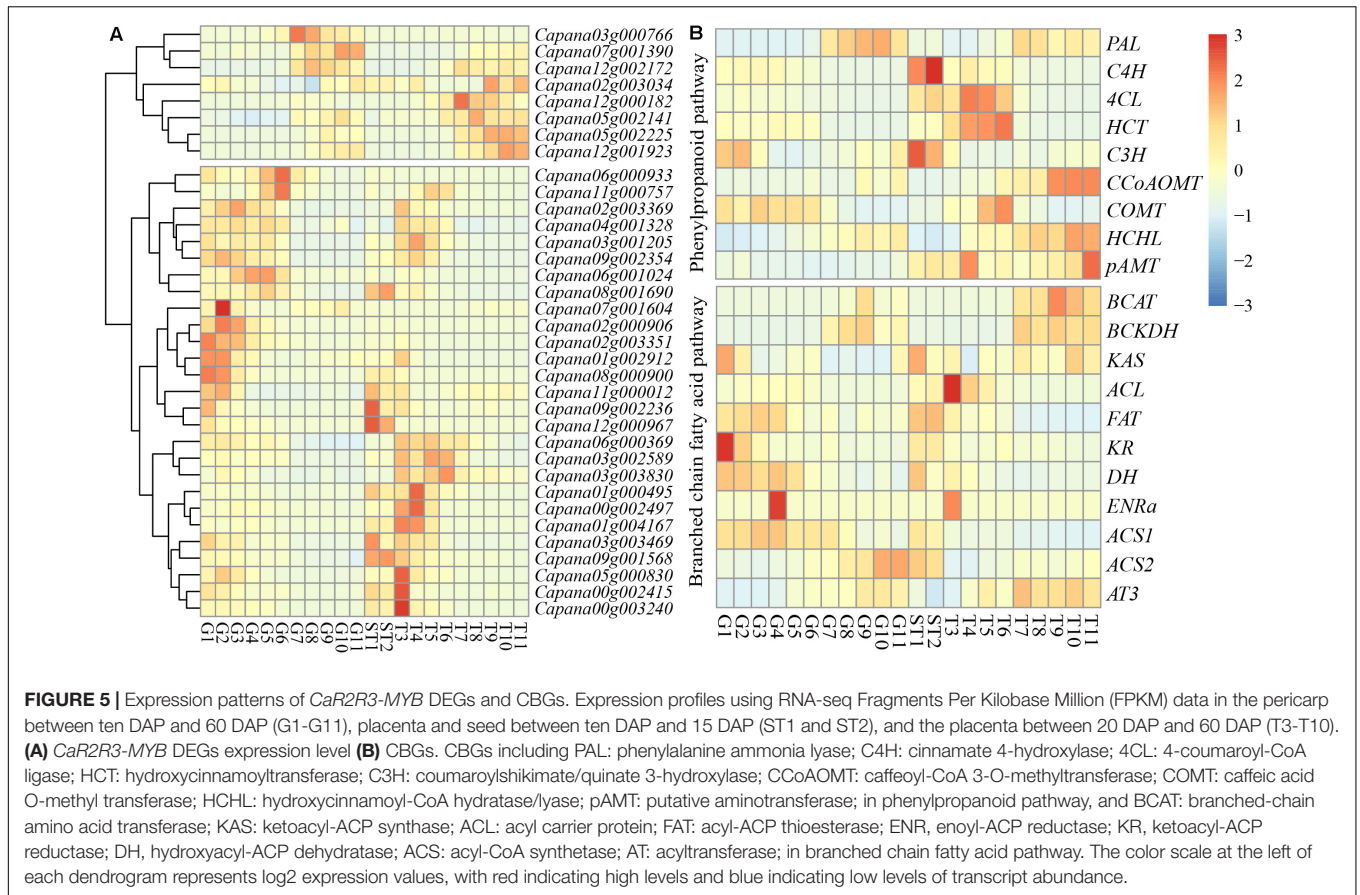 A
Capana03g000766
Capana07g001390
Capana12g002172
Capana02g003034
Capana12g000182
Capana05g002141
Capana05g002225
Capana12g001923
Capana06g000933
Capana11g000757
Capana02g003369
Capana04g001328
Capana03g001205
Capana09g002354
Capana06g001024
Capana08g001690
Capana07g001604
Capana02g000906
Capana02g003351
Capana01g002912
Capana08g000900
Capana11g000012
Capana09g002236
Capana12g000967
Capana06g000369
Capana03g002589
Capana03g003830
Capana01g000495
Capana00g002497
Capana01g004167
Capana03g003469
Capana09g001568
Capana05g000830
Capana00g002415
Capana00g003240
G1 G2 G3 G4 G5 G6 G7 G8 G9 G10 G11 ST1 ST2 T3 T4 T5 T6 T7 T8 T9 T10 T11
B
Phenylpropanoid pathway
PAL
C4H
4CL
HCT
C3H
CCoAOMT
COMT
HCHL
pAMT
Branched chain fatty acid pathway
BCAT
BCKDH
KAS
ACL
FAT
KR
DH
ENRa
ACS1
ACS2
AT3
G1 G2 G3 G4 G5 G6 G7 G8 G9 G10 G11 ST1 ST2 T3 T4 T5 T6 T7 T8 T9 T10 T11
3
2
1
0
−1
−2
−3
FIGURE 5 | Expression patterns of CaR2R3-MYB DEGs and CBGs. Expression profiles using RNA-seq Fragments Per Kilobase Million (FPKM) data in the pericarp
between ten DAP and 60 DAP (G1-G11), placenta and seed between ten DAP and 15 DAP (ST1 and ST2), and the placenta between 20 DAP and 60 DAP (T3-T10).
(A) CaR2R3-MYB DEGs expression level (B) CBGs. CBGs including PAL: phenylalanine ammonia lyase; C4H: cinnamate 4-hydroxylase; 4CL: 4-coumaroyl-CoA
ligase; HCT: hydroxycinnamoyltransferase; C3H: coumaroylshikimate/quinate 3-hydroxylase; CCoAOMT: caffeoyl-CoA 3-O-methyltransferase; COMT: caffeic acid
O-methyl transferase; HCHL: hydroxycinnamoyl-CoA hydratase/lyase; pAMT: putative aminotransferase; in phenylpropanoid pathway, and BCAT: branched-chain
amino acid transferase; KAS: ketoacyl-ACP synthase; ACL: acyl carrier protein; FAT: acyl-ACP thioesterase; ENR, enoyl-ACP reductase; KR, ketoacyl-ACP
reductase; DH, hydroxyacyl-ACP dehydratase; ACS: acyl-CoA synthetase; AT: acyltransferase; in branched chain fatty acid pathway. The color scale at the left of
each dendrogram represents log2 expression values, with red indicating high levels and blue indicating low levels of transcript abundance.